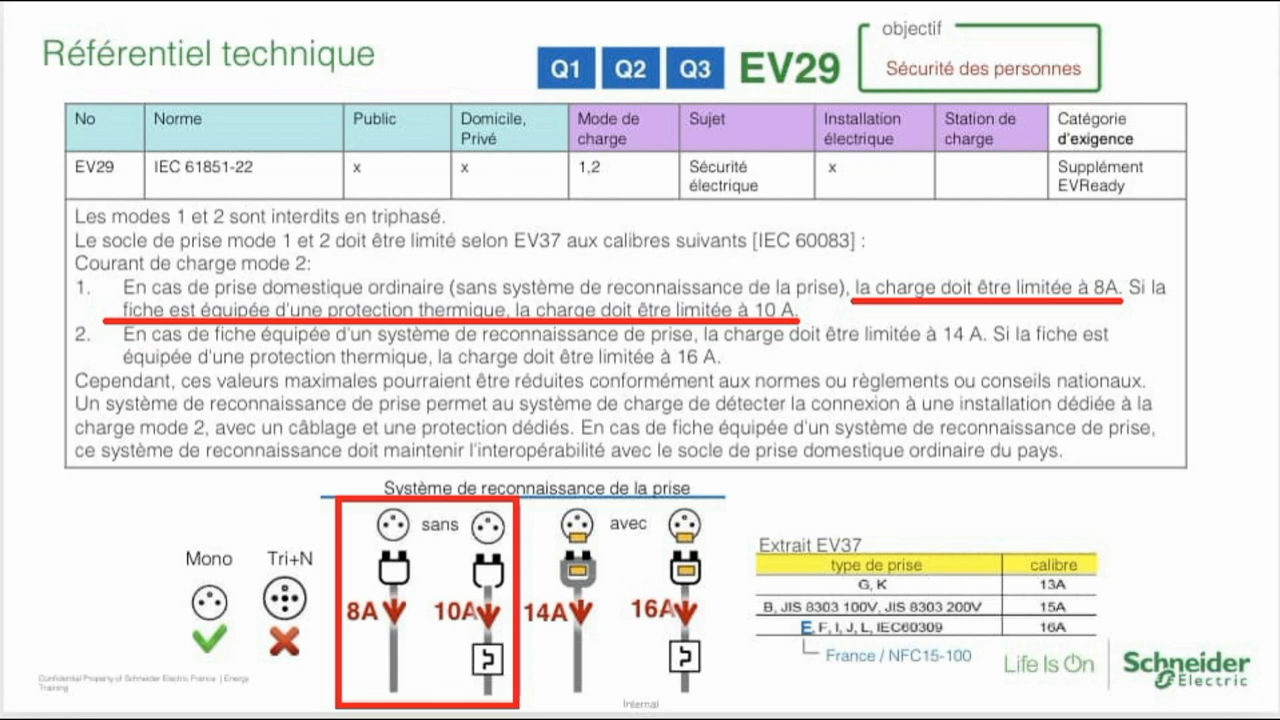 Référentiel technique
Q1 Q2 Q3 EV29
objectif
Sécurité des personnes
No Norme Public Domicile, Privé Mode de charge Sujet Installation électrique Station de charge Catégorie d'exigence
EV29 IEC 61851-22 x x 1,2 Sécurité électrique x Supplément EVReady
Les modes 1 et 2 sont interdits en triphasé.
Le socle de prise mode 1 et 2 doit être limité selon EV37 aux calibres suivants [IEC 60083] :
Courant de charge mode 2:
1. En cas de prise domestique ordinaire (sans système de reconnaissance de la prise), la charge doit être limitée à 8A. Si la
fiche est équipée d'une protection thermique, la charge doit être limitée à 10 A.
2. En cas de fiche équipée d'un système de reconnaissance de prise, la charge doit être limitée à 14 A. Si la fiche est
équipée d'une protection thermique, la charge doit être limitée à 16 A.
Cependant, ces valeurs maximales pourraient être réduites conformément aux normes ou règlements ou conseils nationaux.
Un système de reconnaissance de prise permet au système de charge de détecter la connexion à une installation dédiée à la
charge mode 2, avec un câblage et une protection dédiés. En cas de fiche équipée d'un système de reconnaissance de prise,
ce système de reconnaissance doit maintenir l'interopérabilité avec le socle de prise domestique ordinaire du pays.
Système de reconnaissance de la prise
sans avec
Mono Tri+N
8A 10A 14A 16A
Extrait EV37
type de prise calibre
G, K 13A
B, JIS 8303 100V, JIS 8303 200V 15A
E, F, I, J, L, IEC60309 16A
France / NFC15-100
Life Is On
Schneider
Electric
Confidential Property of Schneider Electric France | Energy
Training
Internal